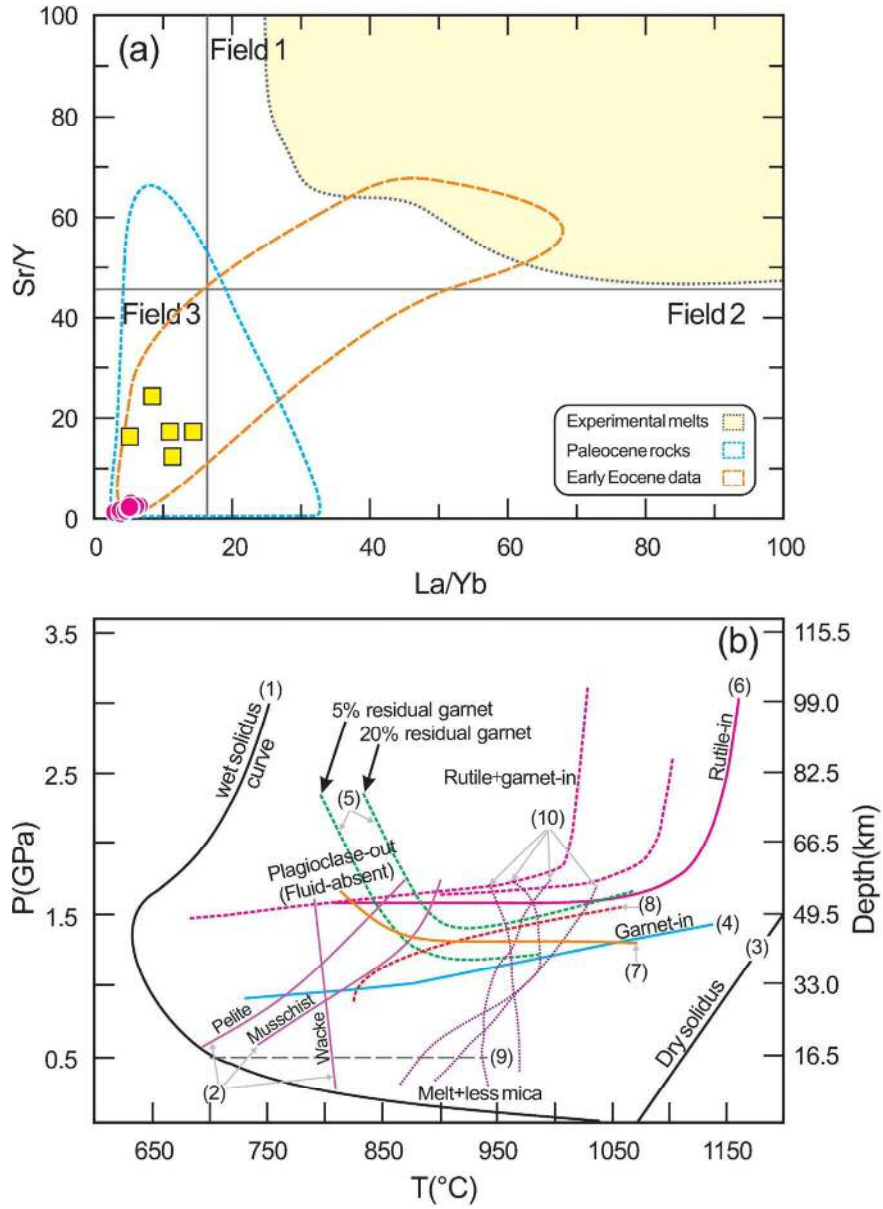 (a)
Field 1
Field 3
Field 2
Experimental melts
Paleocene rocks
Early Eocene data
100
80
60
40
20
0
Sr/Y
0 20 40 60 80 100
La/Yb
(b)
3.5
2.5
1.5
0.5
P(GPa)
115.5
99.0
82.5
66.5
49.5
33.0
16.5
Depth(km)
(1)
wet solidus
curve
5% residual garnet
20% residual garnet
(5)
Rutile+garnet-in
(6)
Rutile-in
(10)
Plagioclase-out
(Fluid-absent)
(8)
Garnet-in
(4)
(3)
(7)
Pelite
Musschist
Wacke
(2)
(9)
Melt+less mica
Dry solidus
650 750 850 950 1050 1150
T(°C)